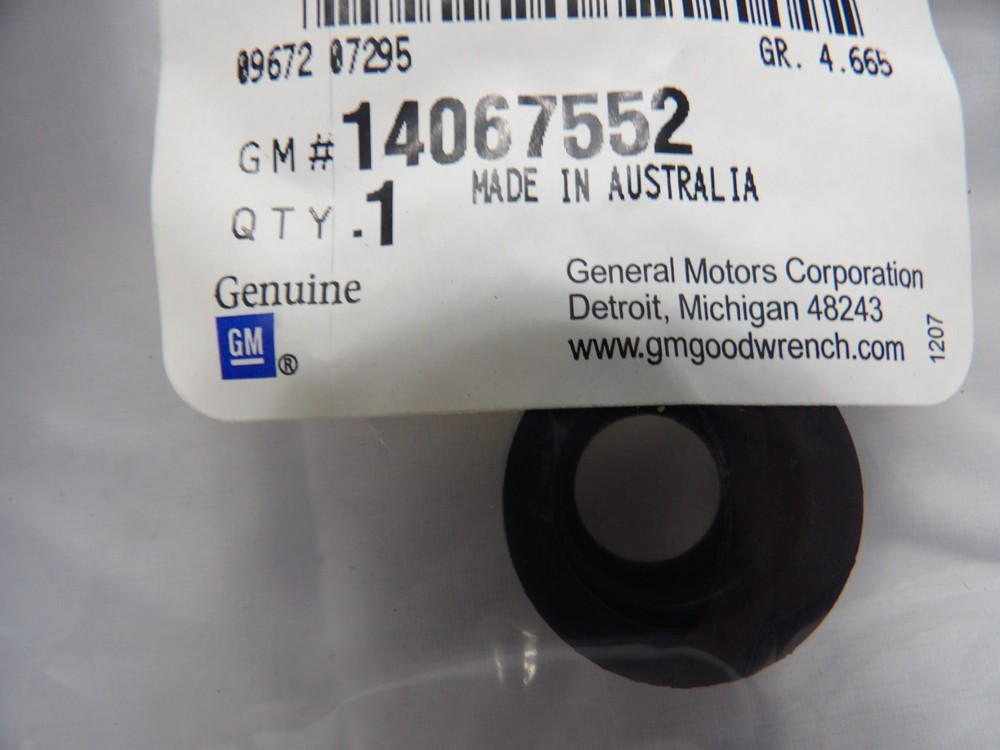 09672 07295 GR. 4.665
GM# 14067552
MADE IN AUSTRALIA
QTY. 1
Genuine
GM ®
General Motors Corporation
Detroit, Michigan 48243
www.gmgoodwrench.com
1207